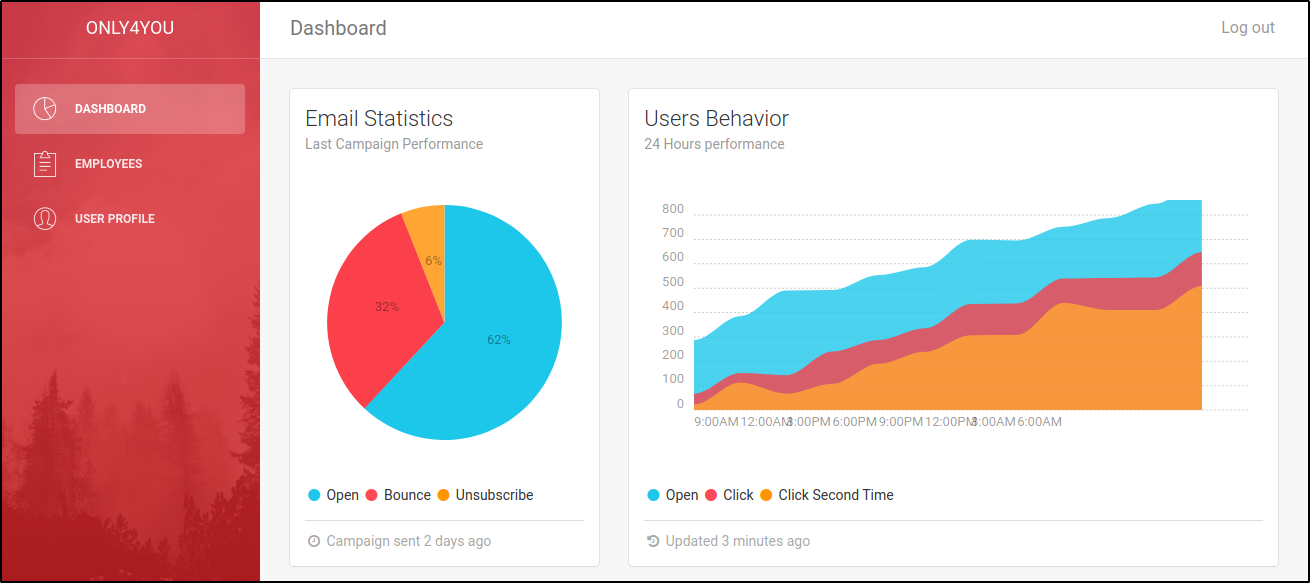 ONLY4YOU
DASHBOARD
EMPLOYEES
USER PROFILE
Dashboard
Log out
Email Statistics
Last Campaign Performance
6%
32%
62%
Open Bounce Unsubscribe
Campaign sent 2 days ago
Users Behavior
24 Hours performance
800
700
600
500
400
300
200
100
0
9:00AM 12:00AM 3:00PM 6:00PM 9:00PM 12:00PM 3:00AM 6:00AM
Open Click Click Second Time
Updated 3 minutes ago